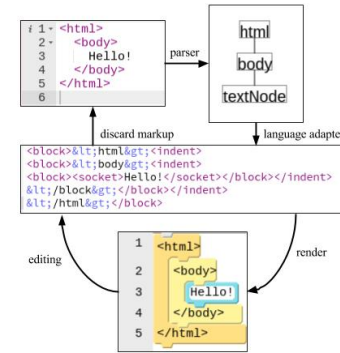 i 1 <html>
2 <body>
3 Hello!
4 </body>
5 </html>
6
parser
html
body
textNode
discard markup
language adapte
<block>&lt;html&gt;<indent>
<block>&lt;body&gt;<indent>
<block><socket>Hello!</socket></block></indent>
&lt;/block&gt;</block></indent>
&lt;/html&gt;</block>
editing
render
1 <html>
2 <body>
3 Hello!
4 </body>
5 </html>